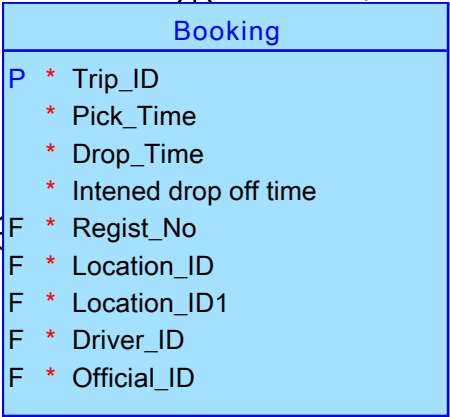 Booking
P * Trip_ID
* Pick_Time
* Drop_Time
* Intened drop off time
F * Regist_No
F * Location_ID
F * Location_ID1
F * Driver_ID
F * Official_ID